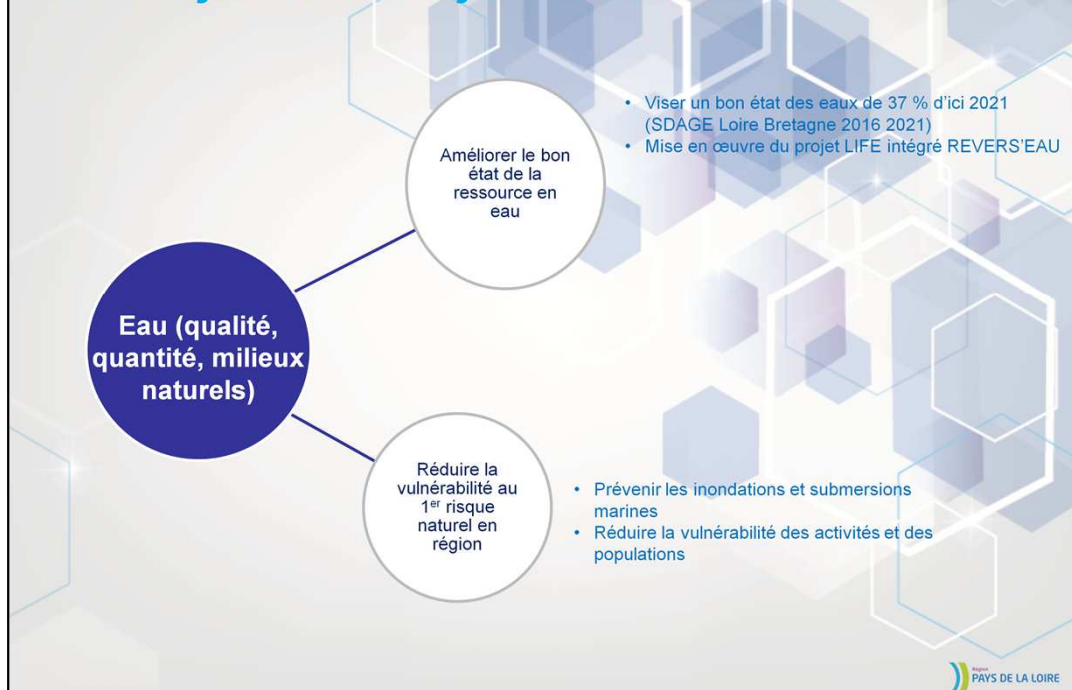 Eau (qualité,
quantité, milieux
naturels)
Améliorer le bon
état de la
ressource en
eau
• Viser un bon état des eaux de 37 % d'ici 2021
(SDAGE Loire Bretagne 2016 2021)
• Mise en œuvre du projet LIFE intégré REVERS'EAU
Réduire la
vulnérabilité au
1er risque
naturel en
région
• Prévenir les inondations et submersions
marines
• Réduire la vulnérabilité des activités et des
populations
Région
PAYS DE LA LOIRE